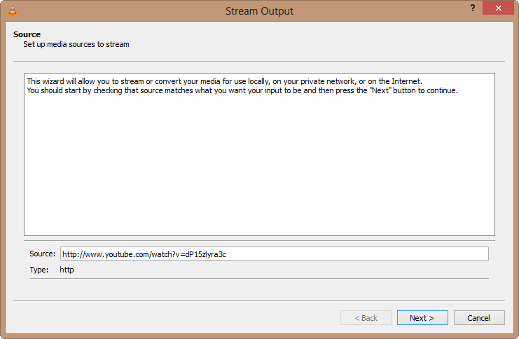 Stream Output
?
Source
Set up media sources to stream
This wizard will allow you to stream or convert your media for use locally, on your private network, or on the Internet.
You should start by checking that source matches what you want your input to be and then press the "Next" button to continue.
Source: http://www.youtube.com/watch?v=dP15zlyra3c
Type: http
< Back Next > Cancel